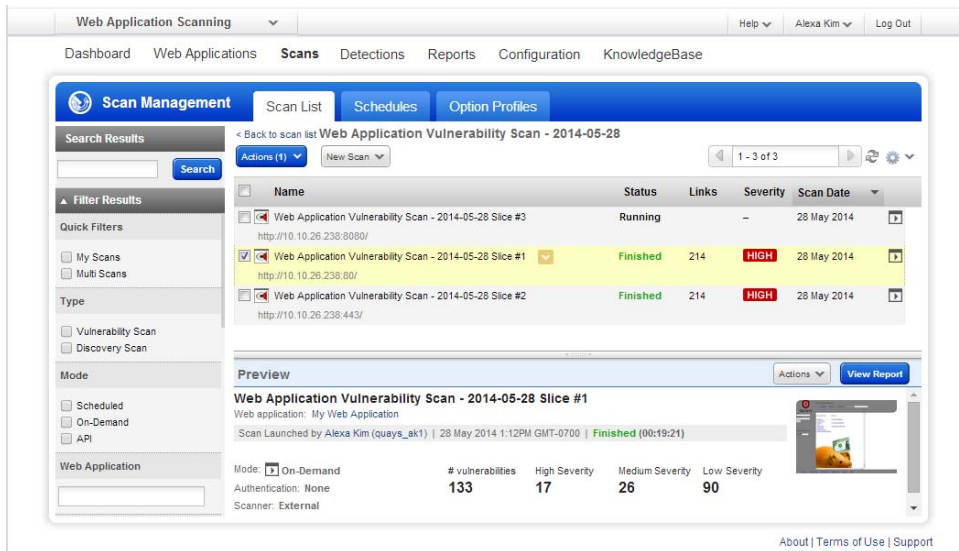 Web Application Scanning
Help
Alexa Kim
Log Out
Dashboard Web Applications Scans Detections Reports Configuration KnowledgeBase
Scan Management
Scan List
Schedules
Option Profiles
Search Results
Search
Filter Results
Quick Filters
My Scans
Multi Scans
Type
Vulnerability Scan
Discovery Scan
Mode
Scheduled
On-Demand
API
Web Application
< Back to scan list Web Application Vulnerability Scan - 2014-05-28
Actions (1) New Scan 1 - 3 of 3
Name Status Links Severity Scan Date
Web Application Vulnerability Scan - 2014-05-28 Slice #3 Running – 28 May 2014
http://10.10.26.238:8080/
Web Application Vulnerability Scan - 2014-05-28 Slice #1 Finished 214 HIGH 28 May 2014
http://10.10.26.238:80/
Web Application Vulnerability Scan - 2014-05-28 Slice #2 Finished 214 HIGH 28 May 2014
http://10.10.26.238:443/
Preview Actions View Report
Web Application Vulnerability Scan - 2014-05-28 Slice #1
Web application: My Web Application
Scan Launched by Alexa Kim (quays_ak1) | 28 May 2014 1:12PM GMT-0700 | Finished (00:19:21)
Mode: On-Demand
Authentication: None
Scanner: External
# vulnerabilities High Severity Medium Severity Low Severity
133 17 26 90
About | Terms of Use | Support